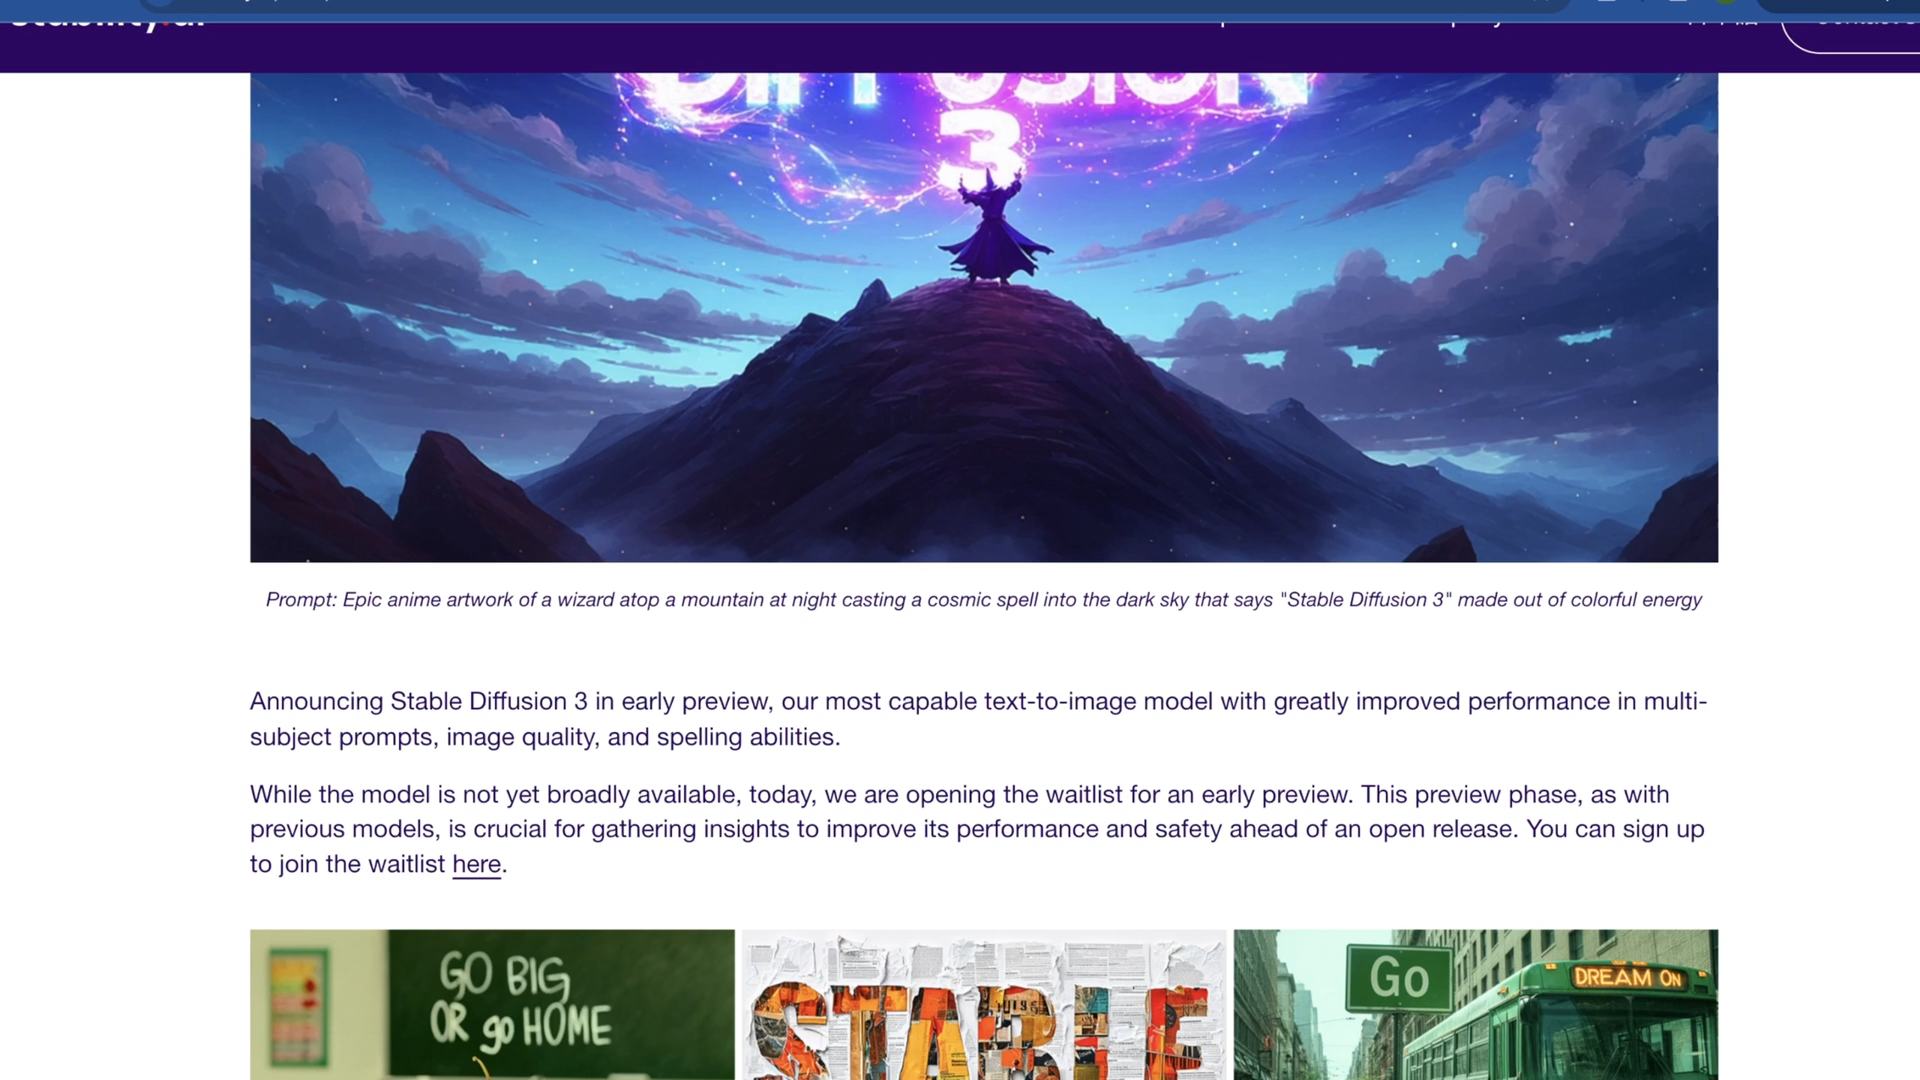 DIFFUSION
3
Prompt: Epic anime artwork of a wizard atop a mountain at night casting a cosmic spell into the dark sky that says "Stable Diffusion 3" made out of colorful energy
Announcing Stable Diffusion 3 in early preview, our most capable text-to-image model with greatly improved performance in multi-
subject prompts, image quality, and spelling abilities.
While the model is not yet broadly available, today, we are opening the waitlist for an early preview. This preview phase, as with
previous models, is crucial for gathering insights to improve its performance and safety ahead of an open release. You can sign up
to join the waitlist here.
GO BIG
OR go HOME
STABLE
Go
DREAM ON